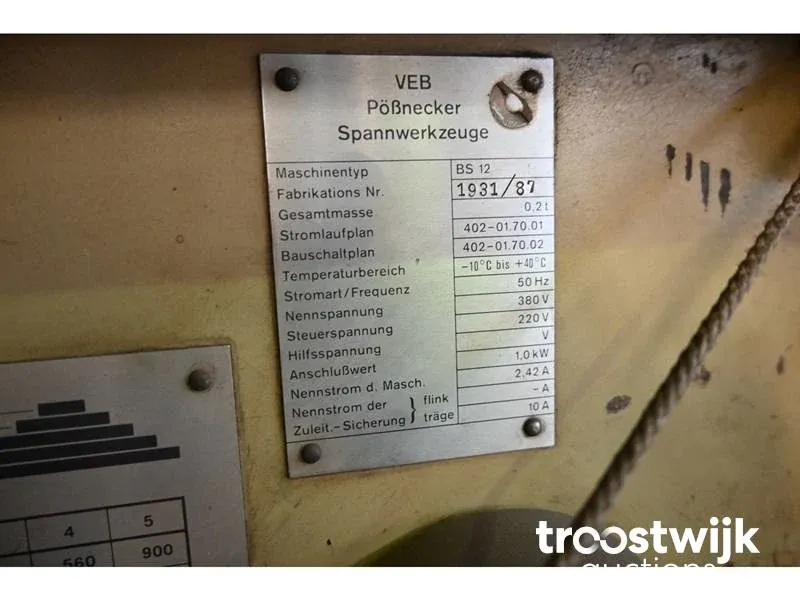 VEB
Pößnecker
Spannwerkzeuge
Maschinentyp BS 12
Fabrikations Nr. 1931/87
Gesamtmasse 0,2 t
Stromlaufplan 402-01.70.01
Bauschaltplan 402-01.70.02
Temperaturbereich -10°C bis +40°C
Stromart/Frequenz 50 Hz
Nennspannung 380 V
Steuerspannung 220 V
Hilfsspannung V
Anschlußwert 1,0 kW
Nennstrom d. Masch. 2,42 A
Nennstrom der } flink - A
Zuleit.-Sicherung } träge 10 A
4 5
560 900
troostwijk
auctions